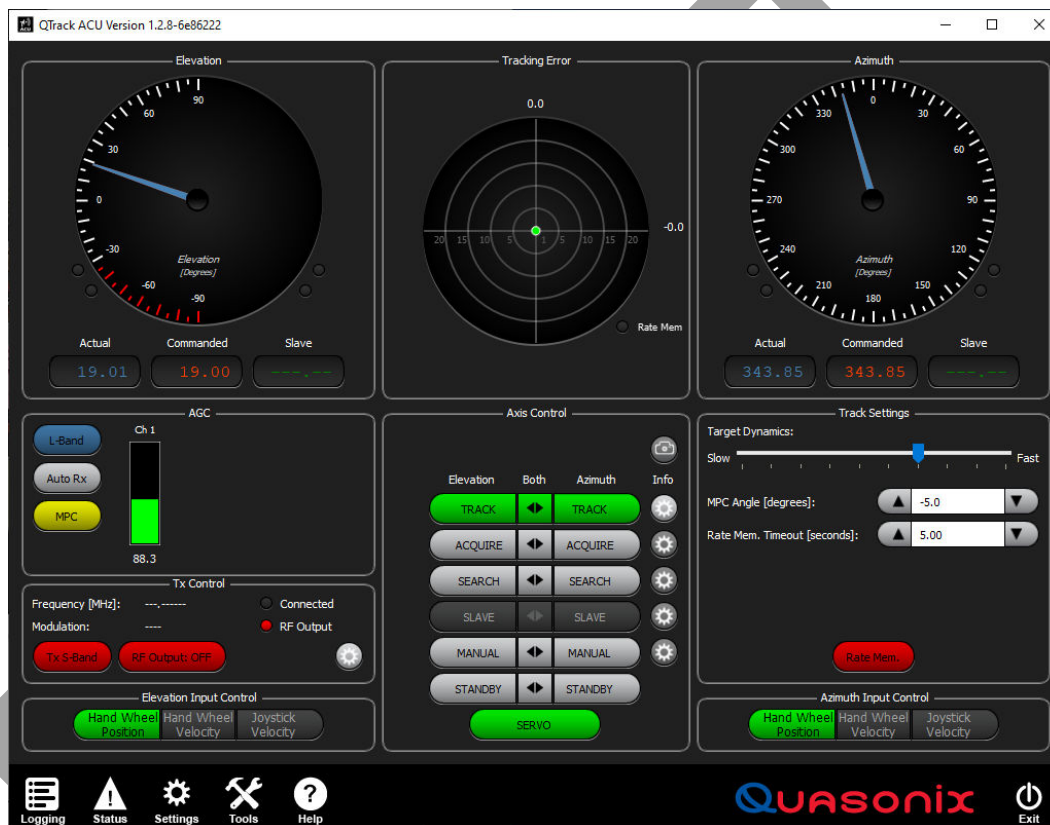 QTrack ACU Version 1.2.8-6e86222
Elevation
90
60
30
0
-30
-60
-90
Elevation
[Degrees]
Actual Commanded Slave
19.01 19.00 ---.--
Tracking Error
0.0
-0.0
20 15 10 5 1 5 10 15 20
Rate Mem
Azimuth
0
330 30
300 60
270 90
240 120
210 150
180
Azimuth
[Degrees]
Actual Commanded Slave
343.85 343.85 ---.--
AGC
L-Band
Auto Rx
MPC
Ch 1
88.3
Tx Control
Frequency [MHz]: ---.------ Connected
Modulation: ---- RF Output
Tx S-Band RF Output: OFF
Elevation Input Control
Hand Wheel Position Hand Wheel Velocity Joystick Velocity
Axis Control
Elevation Both Azimuth Info
TRACK TRACK
ACQUIRE ACQUIRE
SEARCH SEARCH
SLAVE SLAVE
MANUAL MANUAL
STANDBY STANDBY
SERVO
Track Settings
Target Dynamics:
Slow Fast
MPC Angle [degrees]: -5.0
Rate Mem. Timeout [seconds]: 5.00
Rate Mem.
Azimuth Input Control
Hand Wheel Position Hand Wheel Velocity Joystick Velocity
Logging Status Settings Tools Help
Quasonix
Exit